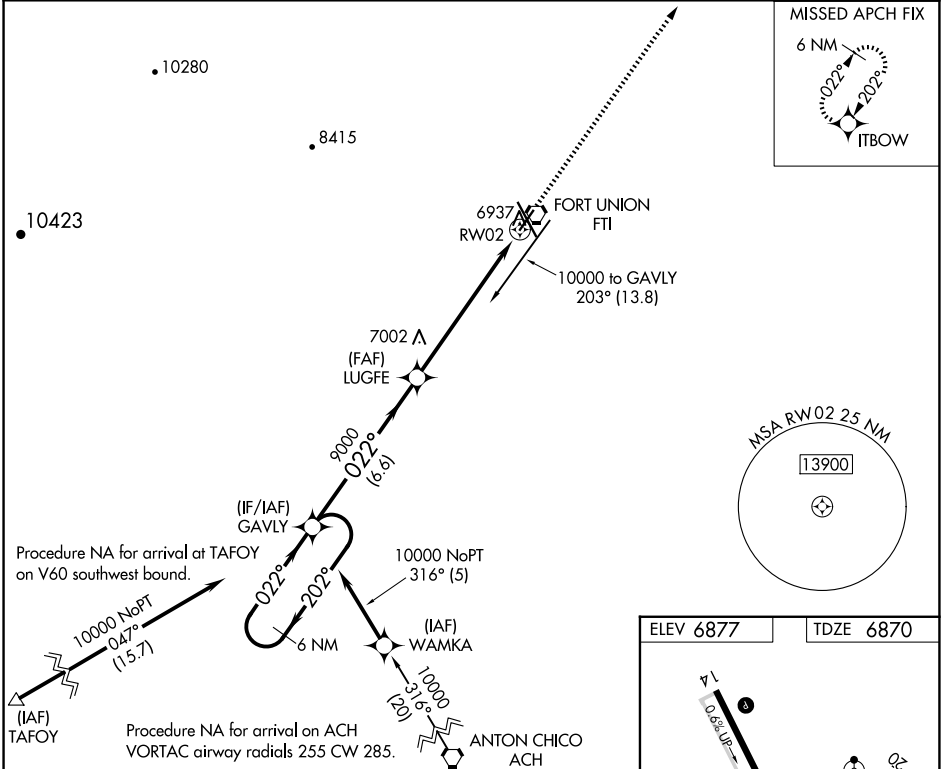 MISSED APCH FIX
6 NM
022°
202°
ITBOW
10280
8415
10423
6937
RW02
FORT UNION
FTI
10000 to GAVLY
203° (13.8)
7002
(FAF)
LUGFE
9000
022°
(6.6)
MSA RW02 25 NM
13900
(IF/IAF)
GAVLY
Procedure NA for arrival at TAFOY
on V60 southwest bound.
10000 NoPT
316° (5)
022°
202°
6 NM
10000 NoPT
047°
(15.7)
(IAF)
WAMKA
(IAF)
TAFOY
10000
316°
(20)
Procedure NA for arrival on ACH
VORTAC airway radials 255 CW 285.
ANTON CHICO
ACH
ELEV 6877
TDZE 6870
14
P
0.6% UP
20